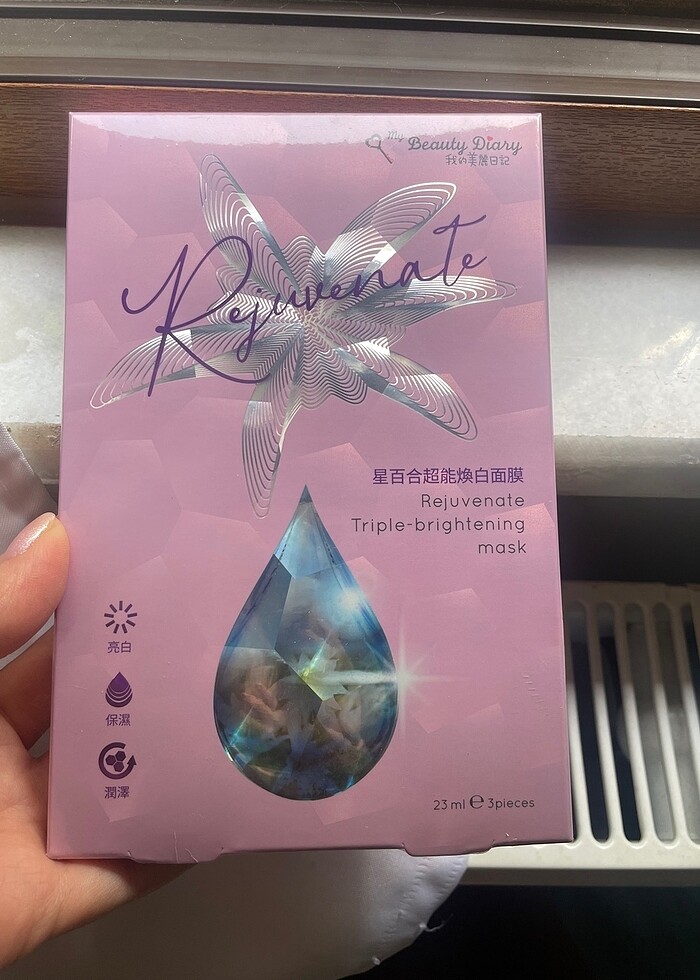 My Beauty Diary
我的美麗日記
Rejuvenate
星百合超能煥白面膜
Rejuvenate
Triple-brightening
mask
亮白
保濕
潤澤
23 ml ℮ 3pieces